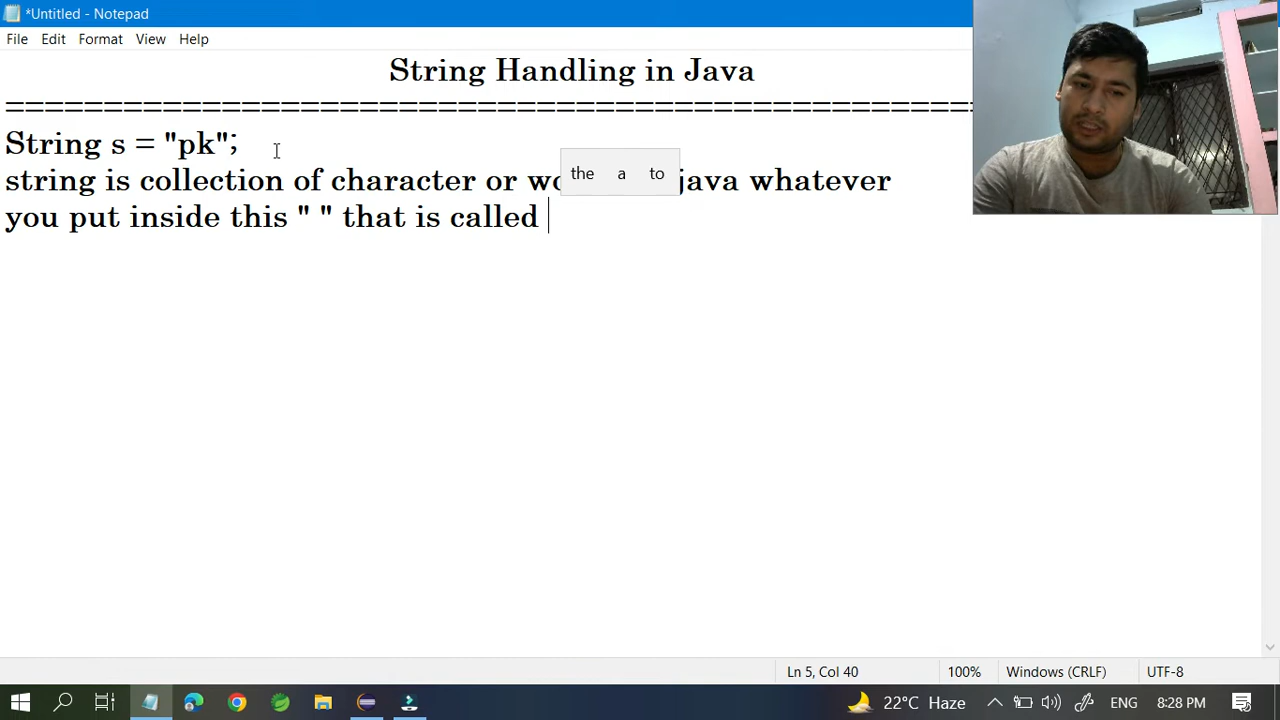 *Untitled - Notepad
File Edit Format View Help
String Handling in Java
==================================================
String s = "pk";
the a to
string is collection of character or java whatever
you put inside this " " that is called
Ln 5, Col 40 100% Windows (CRLF) UTF-8
22°C Haze ENG 8:28 PM